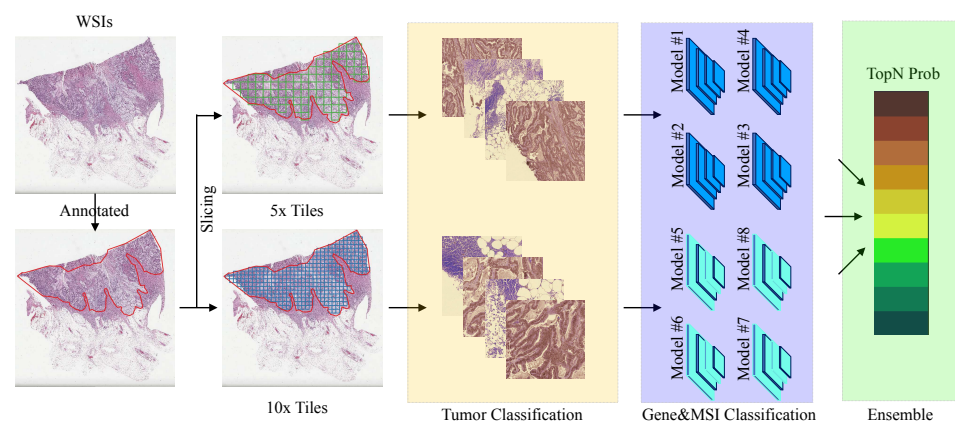 WSIs
Annotated
Slicing
5x Tiles
10x Tiles
Tumor Classification
Model #1
Model #4
Model #2
Model #3
Model #5
Model #8
Model #6
Model #7
Gene&MSI Classification
TopN Prob
Ensemble